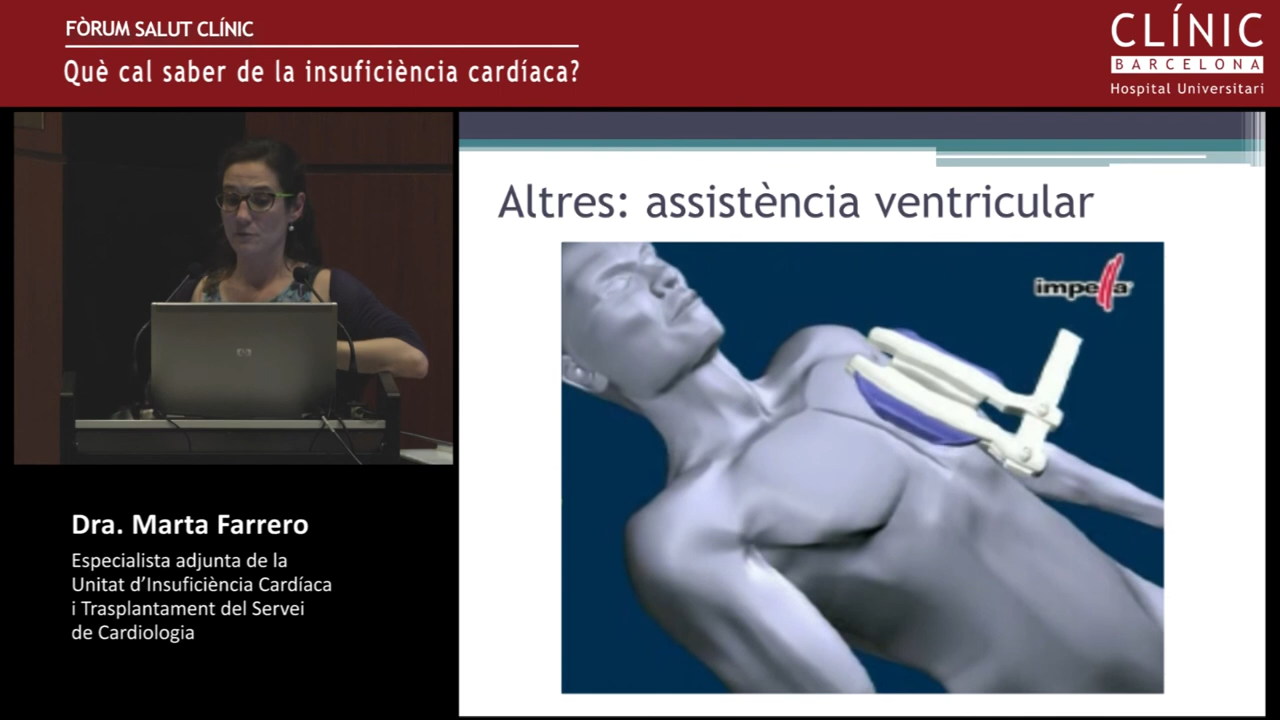 FÒRUM SALUT CLÍNIC
Què cal saber de la insuficiència cardíaca?
CLÍNIC
BARCELONA
Hospital Universitari
Altres: assistència ventricular
impella
Dra. Marta Farrero
Especialista adjunta de la
Unitat d’Insuficiència Cardíaca
i Trasplantament del Servei
de Cardiologia